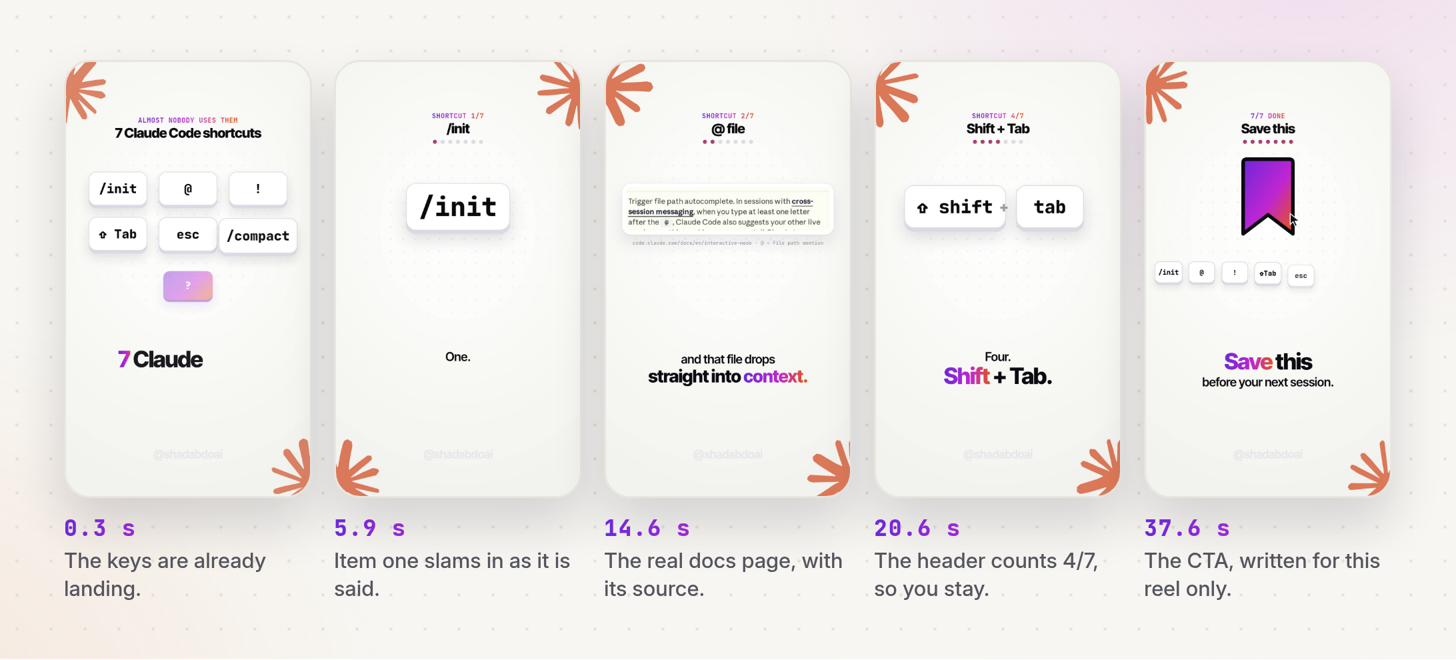 ALMOST NOBODY USES THEM
7 Claude Code shortcuts
/init
@
!
⇧ Tab
esc
/compact
?
7 Claude
@shadabdoai
0.3 s
The keys are already
landing.
SHORTCUT 1/7
/init
/init
One.
@shadabdoai
5.9 s
Item one slams in as it is
said.
SHORTCUT 2/7
@ file
Trigger file path autocomplete. In sessions with cross-
session messaging, when you type at least one letter
after the @, Claude Code also suggests your other live
code.claude.com/docs/en/interactive-mode · @ = file path mention
and that file drops
straight into context.
@shadabdoai
14.6 s
The real docs page, with
its source.
SHORTCUT 4/7
Shift + Tab
⇧ shift + tab
Four.
Shift + Tab.
@shadabdoai
20.6 s
The header counts 4/7,
so you stay.
7/7 DONE
Save this
/init
@
!
⇧Tab
esc
Save this
before your next session.
@shadabdoai
37.6 s
The CTA, written for this
reel only.